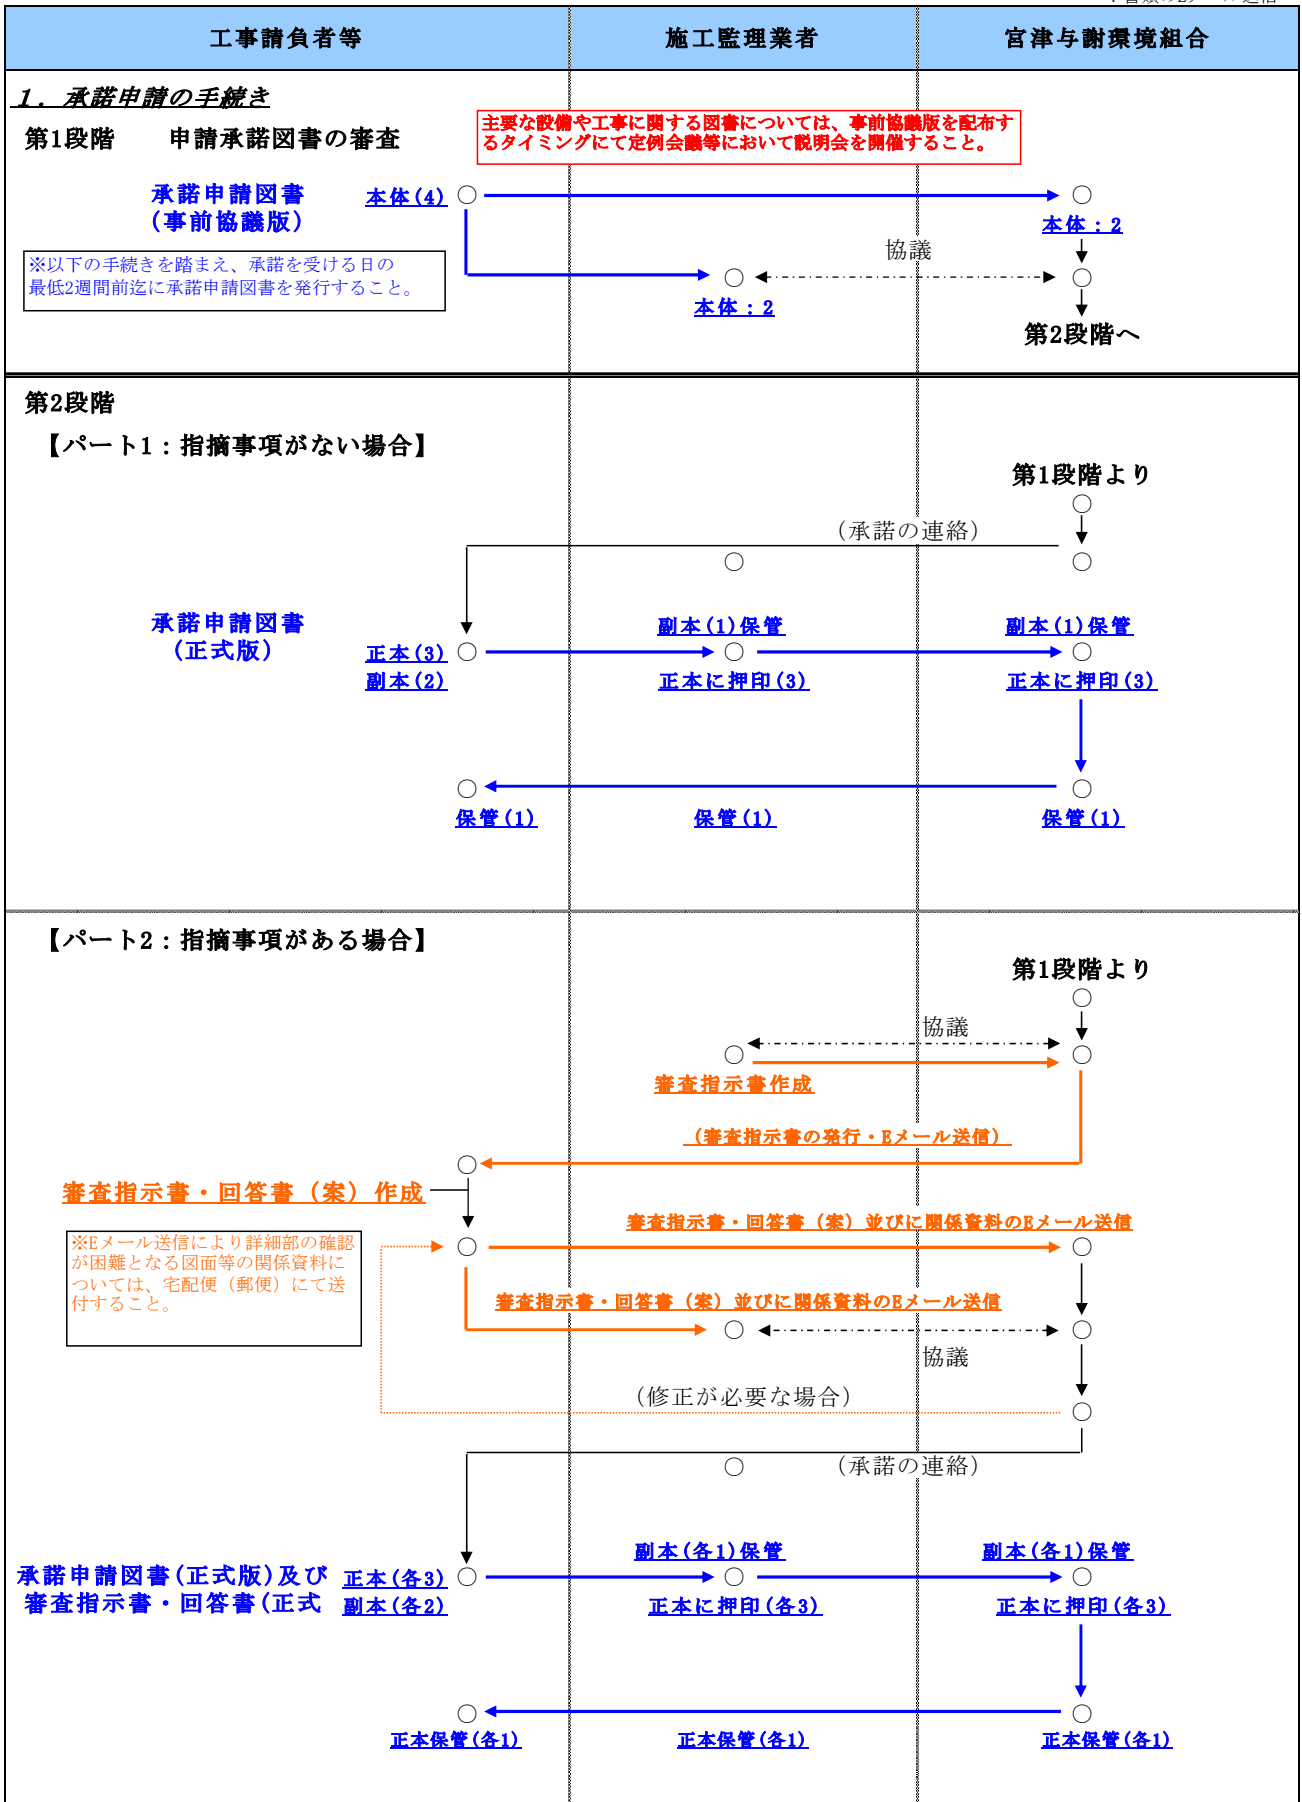 工事請負者等 施工監理業者 宮津与謝環境組合
1. 承諾申請の手続き
第1段階 申請承諾図書の審査
主要な設備や工事に関する図書については、事前協議版を配布す
るタイミングにて定例会議等において説明会を開催すること。
承諾申請図書
(事前協議版)
本体(4)
本体：2
協議
※以下の手続きを踏まえ、承諾を受ける日の
最低2週間前迄に承諾申請図書を発行すること。
本体：2
第2段階へ
第2段階
【パート1：指摘事項がない場合】
第1段階より
(承諾の連絡)
承諾申請図書
(正式版)
副本(1)保管 副本(1)保管
正本(3)
副本(2)
正本に押印(3) 正本に押印(3)
保管(1) 保管(1) 保管(1)
【パート2：指摘事項がある場合】
第1段階より
協議
審査指示書作成
（審査指示書の発行・Eメール送信）
審査指示書・回答書（案）作成
審査指示書・回答書（案）並びに関係資料のEメール送信
※Eメール送信により詳細部の確認
が困難となる図面等の関係資料に
ついては、宅配便（郵便）にて送
付すること。
審査指示書・回答書（案）並びに関係資料のEメール送信
協議
(修正が必要な場合)
(承諾の連絡)
副本(各1)保管 副本(各1)保管
承諾申請図書(正式版)及び
審査指示書・回答書(正式
正本(各3)
副本(各2)
正本に押印(各3) 正本に押印(各3)
正本保管(各1) 正本保管(各1) 正本保管(各1)